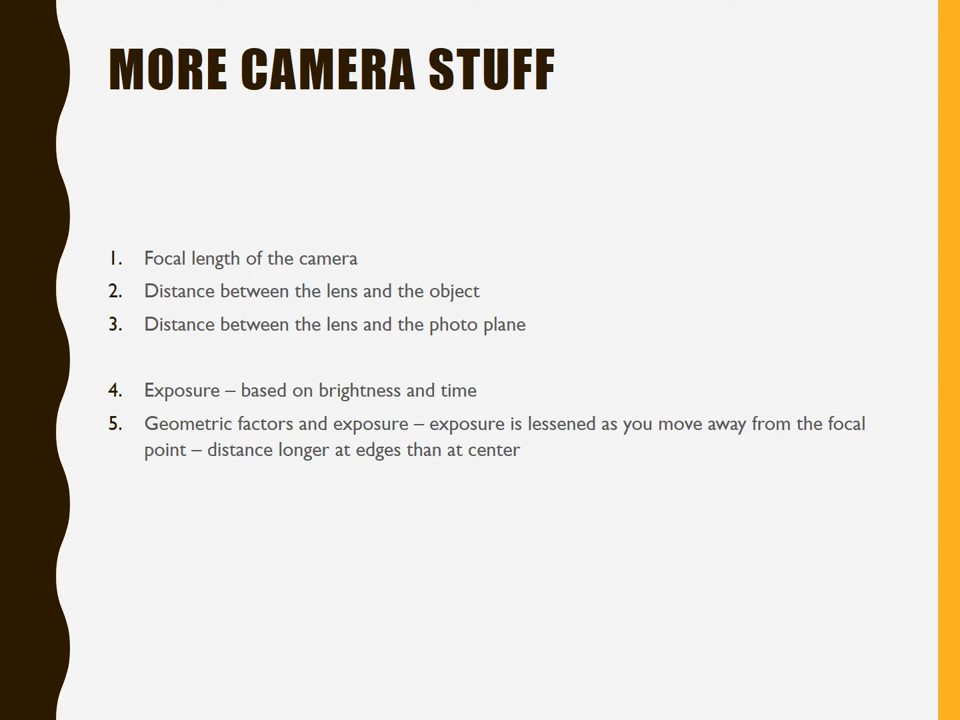 MORE CAMERA STUFF
1. Focal length of the camera
2. Distance between the lens and the object
3. Distance between the lens and the photo plane
4. Exposure – based on brightness and time
5. Geometric factors and exposure – exposure is lessened as you move away from the focal
point – distance longer at edges than at center